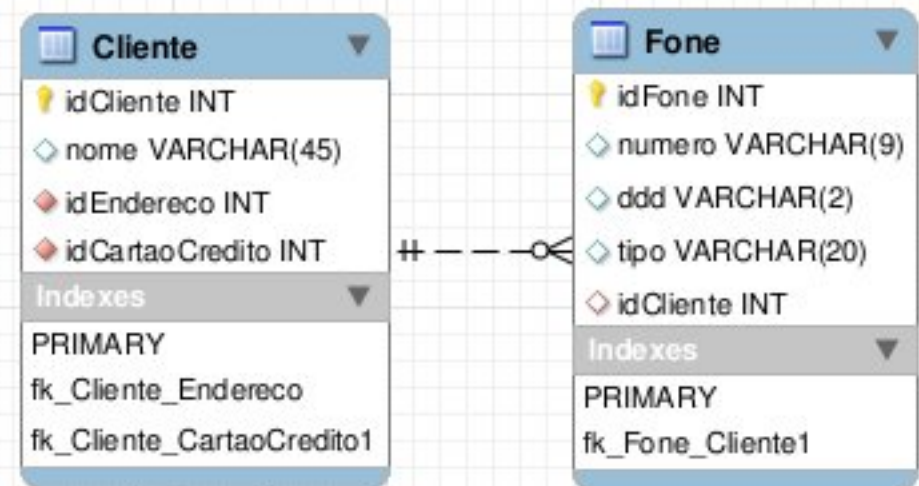 Cliente
idCliente INT
nome VARCHAR(45)
idEndereco INT
idCartaoCredito INT
Indexes
PRIMARY
fk_Cliente_Endereco
fk_Cliente_CartaoCredito1
Fone
idFone INT
numero VARCHAR(9)
ddd VARCHAR(2)
tipo VARCHAR(20)
idCliente INT
Indexes
PRIMARY
fk_Fone_Cliente1